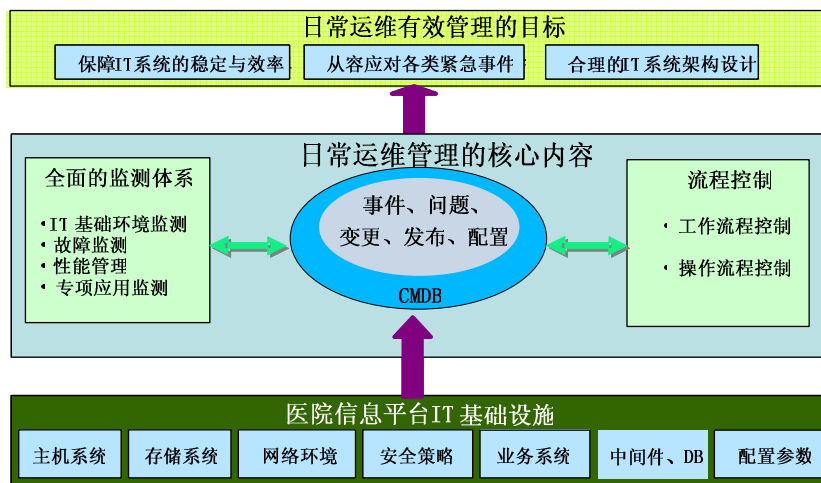 日常运维有效管理的目标
保障IT系统的稳定与效率
从容应对各类紧急事件
合理的IT系统架构设计
日常运维管理的核心内容
全面的监测体系
• IT 基础环境监测
• 故障监测
• 性能管理
• 专项应用监测
事件、问题、
变更、发布、配置
CMDB
流程控制
• 工作流程控制
• 操作流程控制
医院信息平台IT 基础设施
主机系统
存储系统
网络环境
安全策略
业务系统
中间件、DB
配置参数